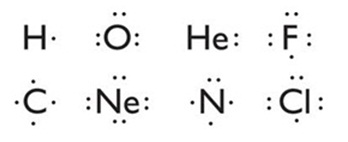 H· :Ö: He: :F̤̈:
·C· :Ne: ·N· :Cl: